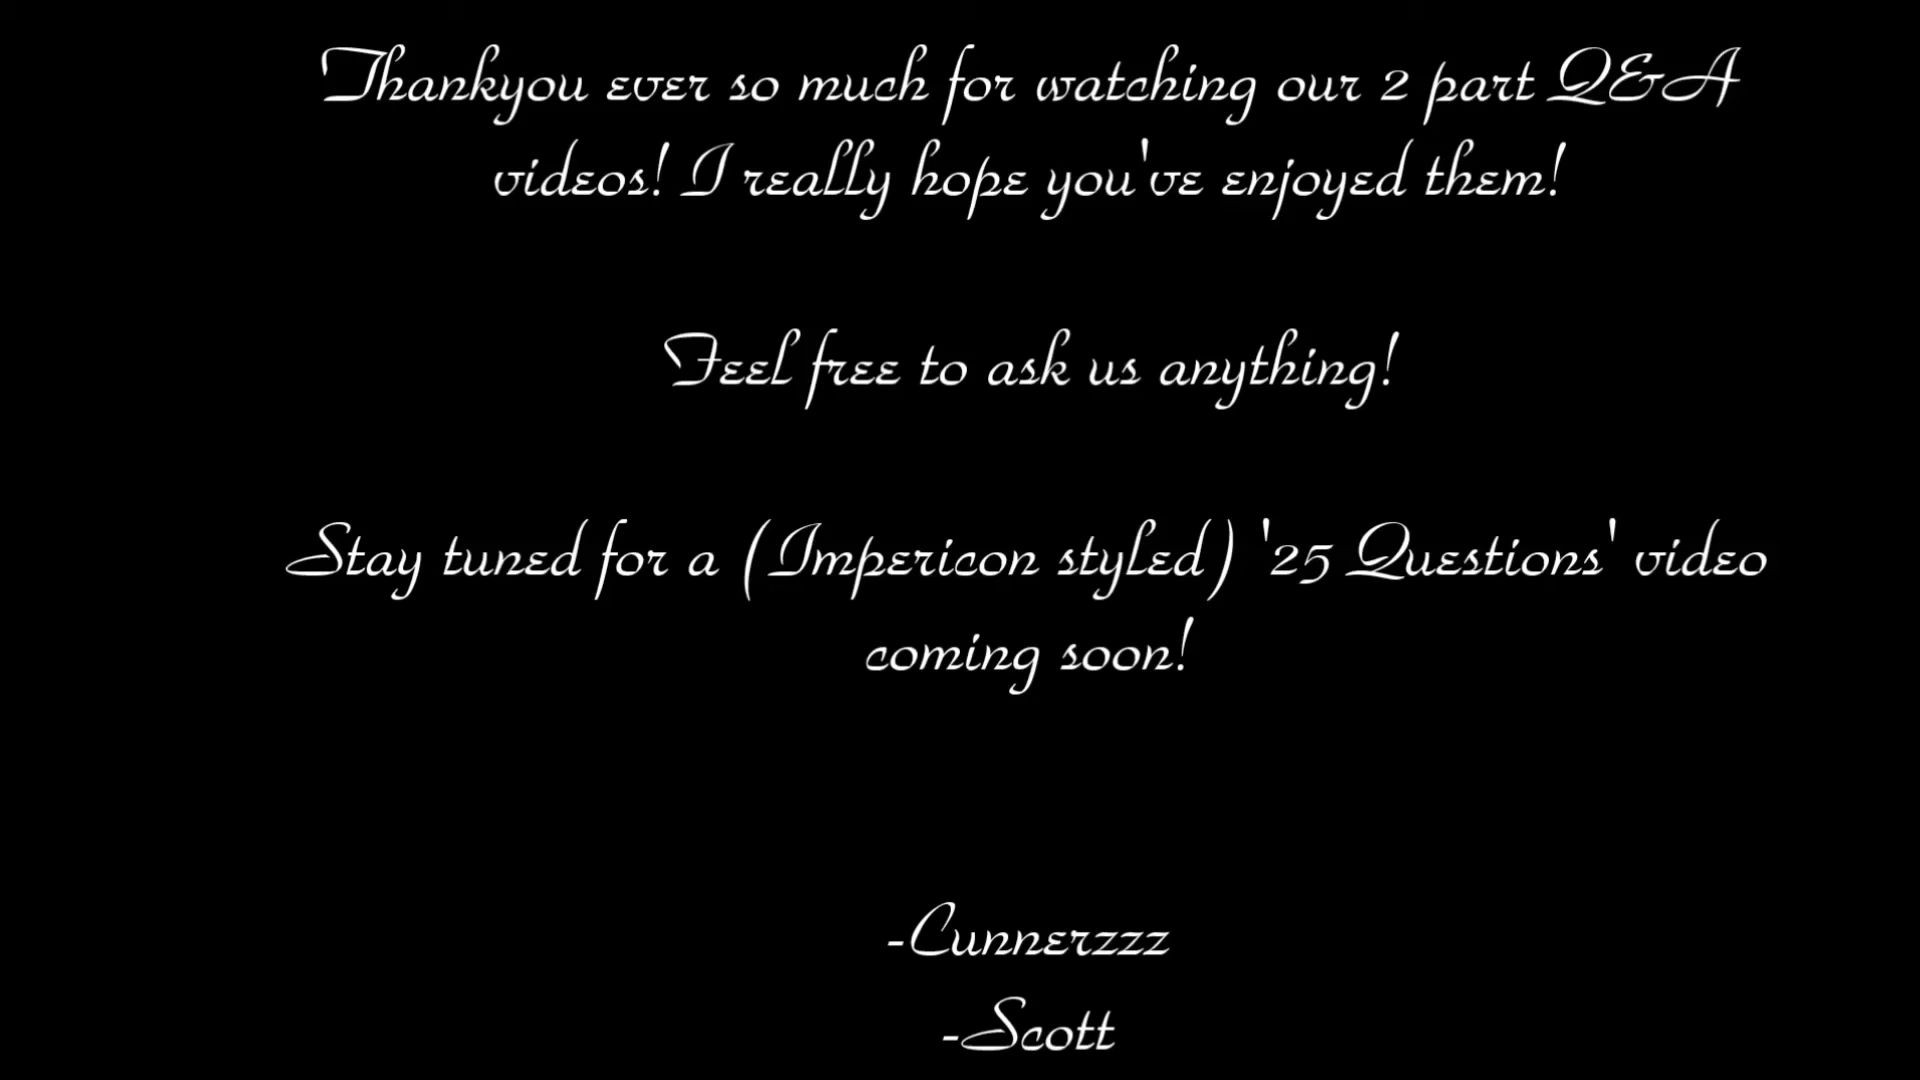 Thankyou ever so much for watching our 2 part Q&A
videos! I really hope you've enjoyed them!
Feel free to ask us anything!
Stay tuned for a (Impericon styled) '25 Questions' video
coming soon!
-Cunnerzzz
-Scott